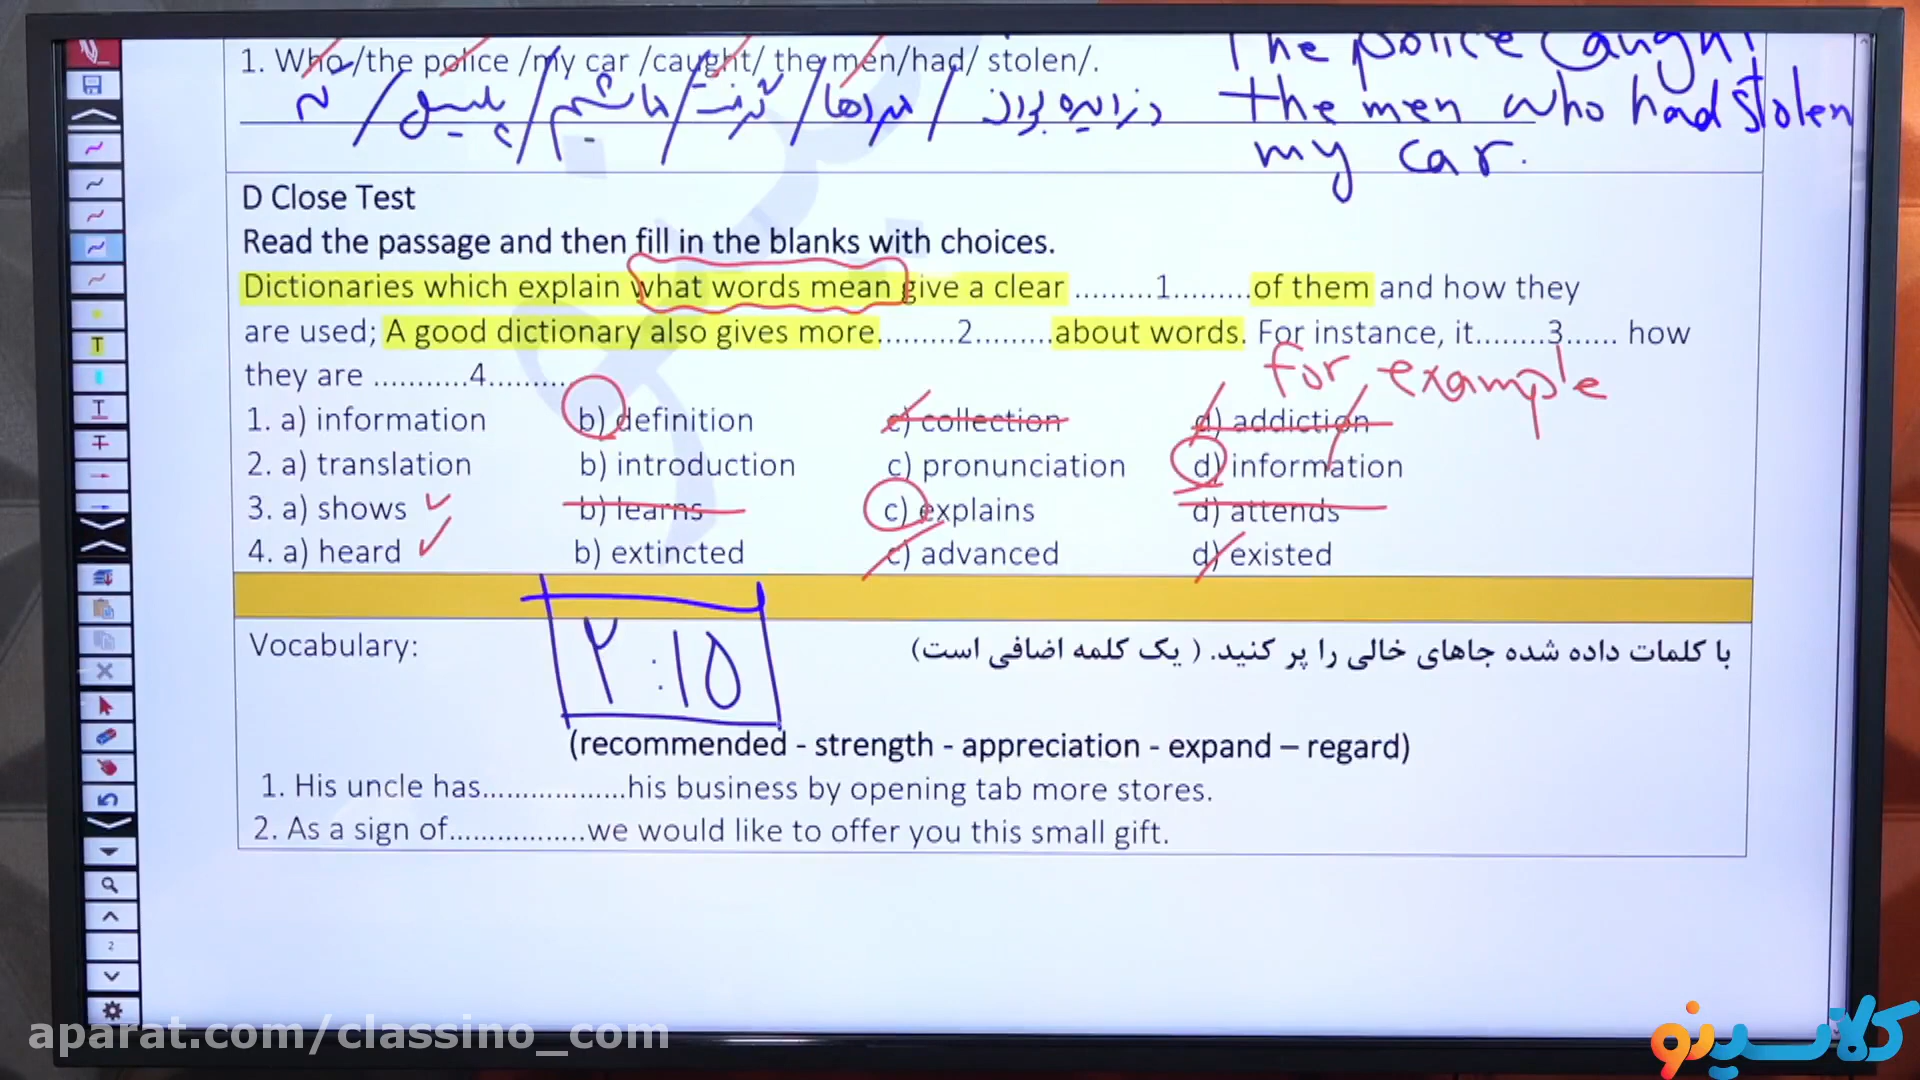 1. Who /the police /my car /caught/ the men/had/ stolen/.
The police caught
the men who had stolen
my car.
D Close Test
Read the passage and then fill in the blanks with choices.
Dictionaries which explain what words mean give a clear .........1.........of them and how they
are used; A good dictionary also gives more.........2.........about words. For instance, it........3...... how
they are ...........4..........
for example
1. a) information b) definition c) collection d) addiction
2. a) translation b) introduction c) pronunciation d) information
3. a) shows b) learns c) explains d) attends
4. a) heard b) extincted c) advanced d) existed
۲:۱۵
Vocabulary: با کلمات داده شده جاهای خالی را پر کنید. ( یک کلمه اضافی است)
(recommended - strength - appreciation - expand – regard)
1. His uncle has..................his business by opening tab more stores.
2. As a sign of.................we would like to offer you this small gift.
2
aparat.com/classino_com
کلاسینو